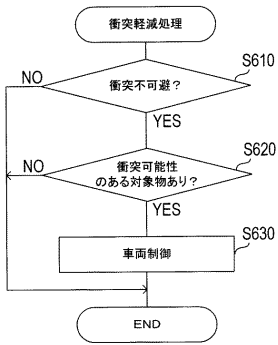 衝突軽減処理
S610
衝突不可避？
NO
YES
S620
衝突可能性
のある対象物あり？
NO
YES
S630
車両制御
END